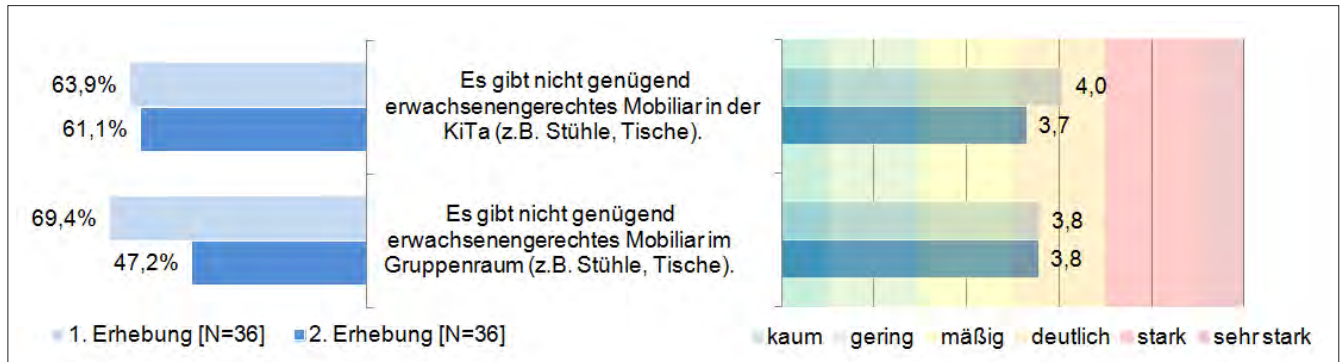 63,9%
61,1%
Es gibt nicht genügend
erwachsenengerechtes Mobiliar in der
KiTa (z.B. Stühle, Tische).
4,0
3,7
69,4%
47,2%
Es gibt nicht genügend
erwachsenengerechtes Mobiliar im
Gruppenraum (z.B. Stühle, Tische).
3,8
3,8
1. Erhebung [N=36] 2. Erhebung [N=36]
kaum gering mäßig deutlich stark sehr stark